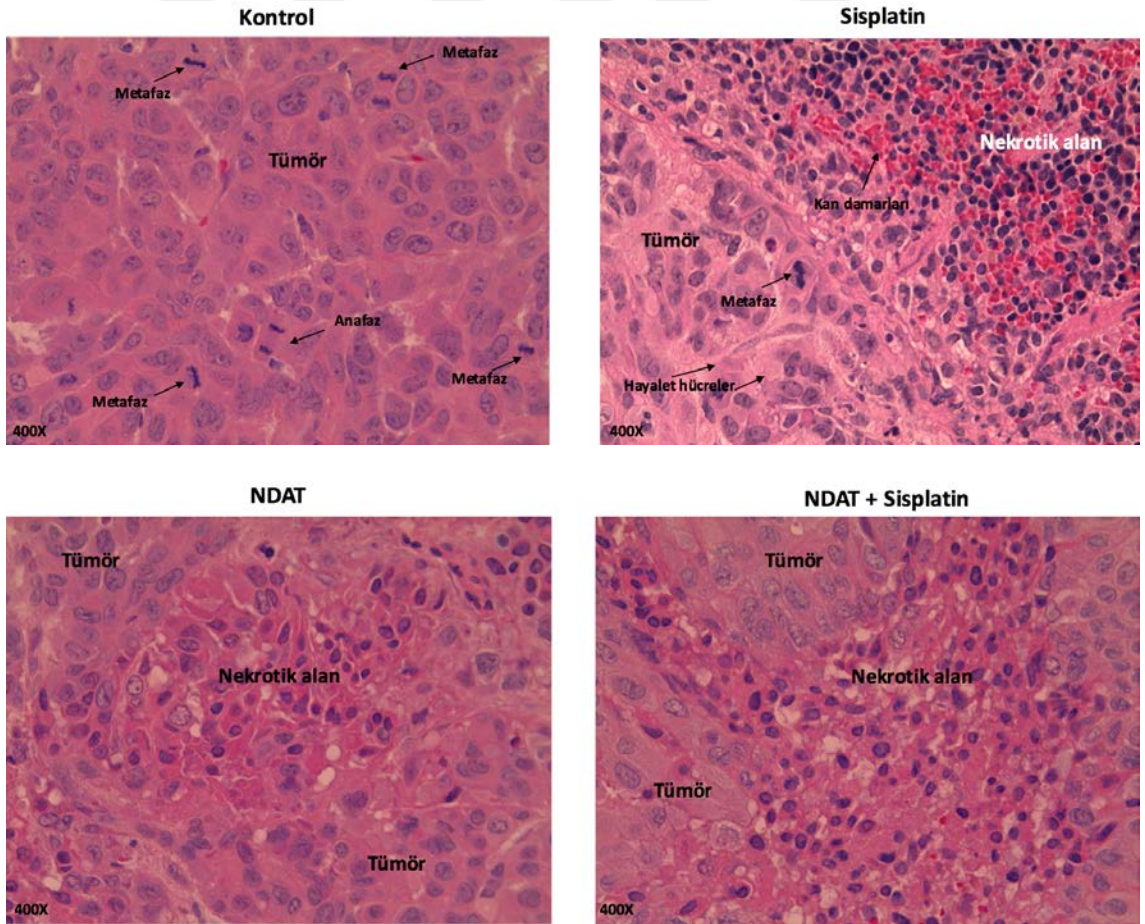 Kontrol
Sisplatin
Metafaz
Metafaz
Tümör
Anafaz
Metafaz
Metafaz
400X
Nekrotik alan
Kan damarları
Tümör
Metafaz
Hayalet hücreler
400X
NDAT
NDAT + Sisplatin
Tümör
Nekrotik alan
Tümör
400X
Tümör
Nekrotik alan
Tümör
400X